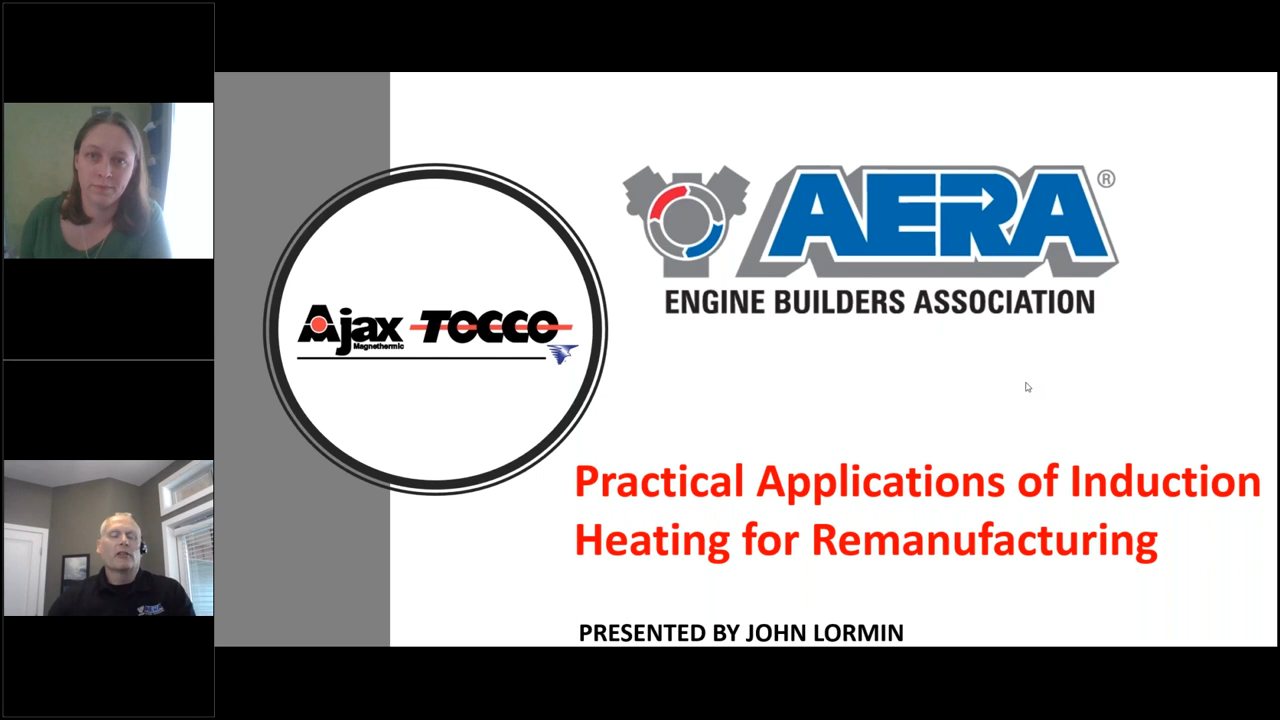 Ajax TOCCO
Magnethermic
AERA®
ENGINE BUILDERS ASSOCIATION
Practical Applications of Induction
Heating for Remanufacturing
PRESENTED BY JOHN LORMIN